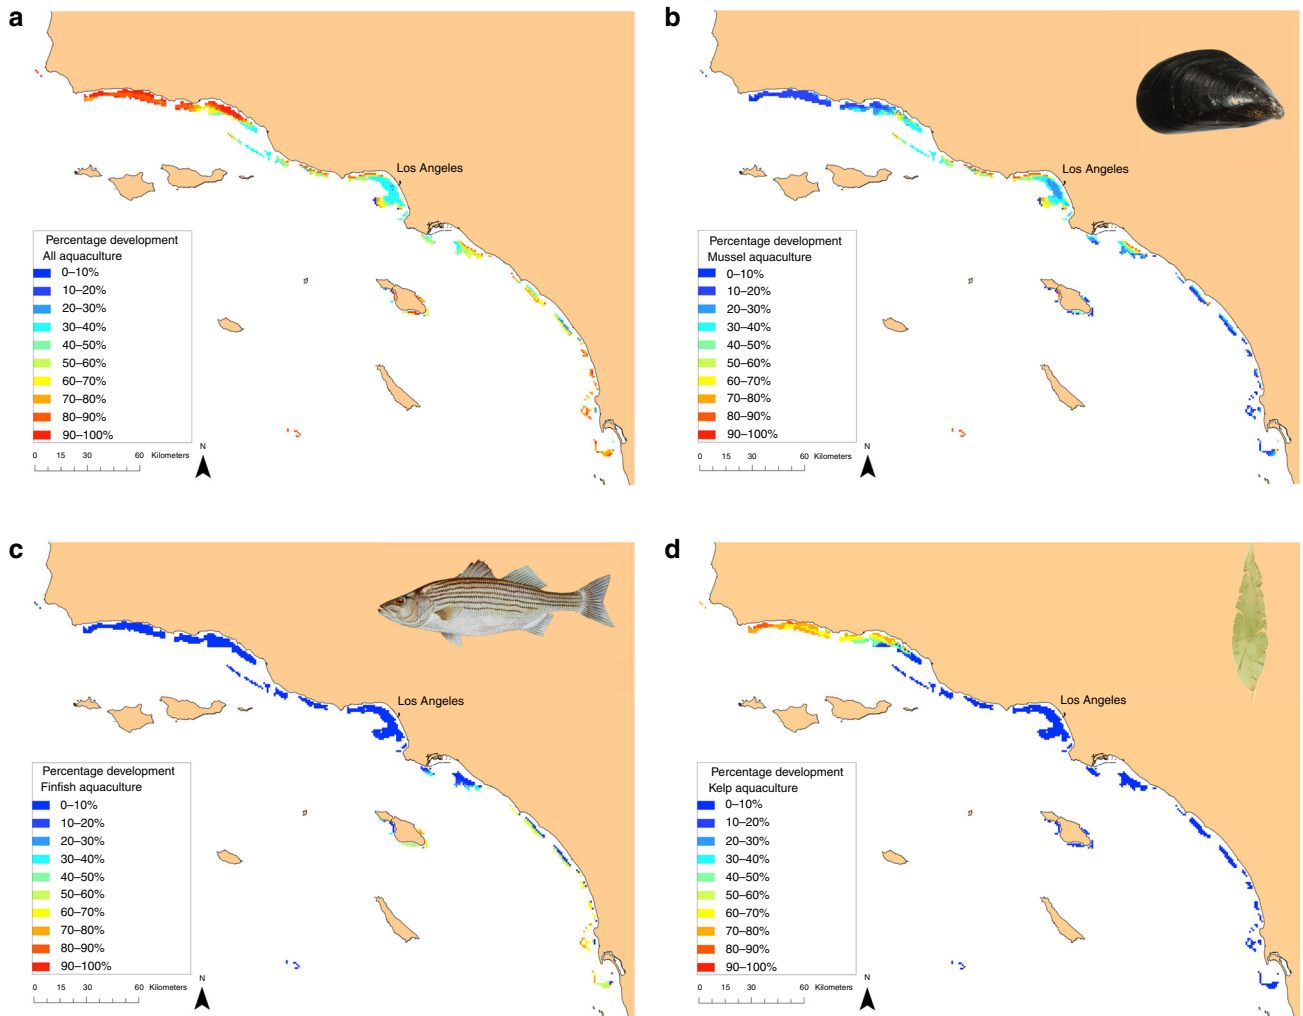 a
Los Angeles
Percentage development
All aquaculture
0–10%
10–20%
20–30%
30–40%
40–50%
50–60%
60–70%
70–80%
80–90%
90–100%
N
0 15 30 60 Kilometers
b
Los Angeles
Percentage development
Mussel aquaculture
0–10%
10–20%
20–30%
30–40%
40–50%
50–60%
60–70%
70–80%
80–90%
90–100%
N
0 15 30 60 Kilometers
c
Los Angeles
Percentage development
Finfish aquaculture
0–10%
10–20%
20–30%
30–40%
40–50%
50–60%
60–70%
70–80%
80–90%
90–100%
N
0 15 30 60 Kilometers
d
Los Angeles
Percentage development
Kelp aquaculture
0–10%
10–20%
20–30%
30–40%
40–50%
50–60%
60–70%
70–80%
80–90%
90–100%
N
0 15 30 60 Kilometers